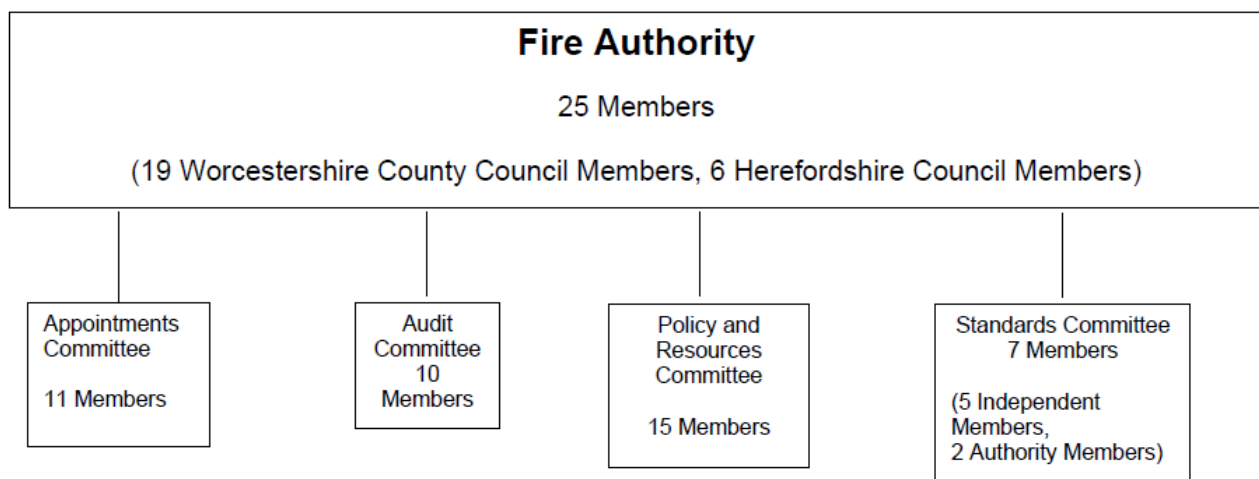 Fire Authority
25 Members
(19 Worcestershire County Council Members, 6 Herefordshire Council Members)
Appointments
Committee
11 Members
Audit
Committee
10
Members
Policy and
Resources
Committee
15 Members
Standards Committee
7 Members
(5 Independent
Members,
2 Authority Members)